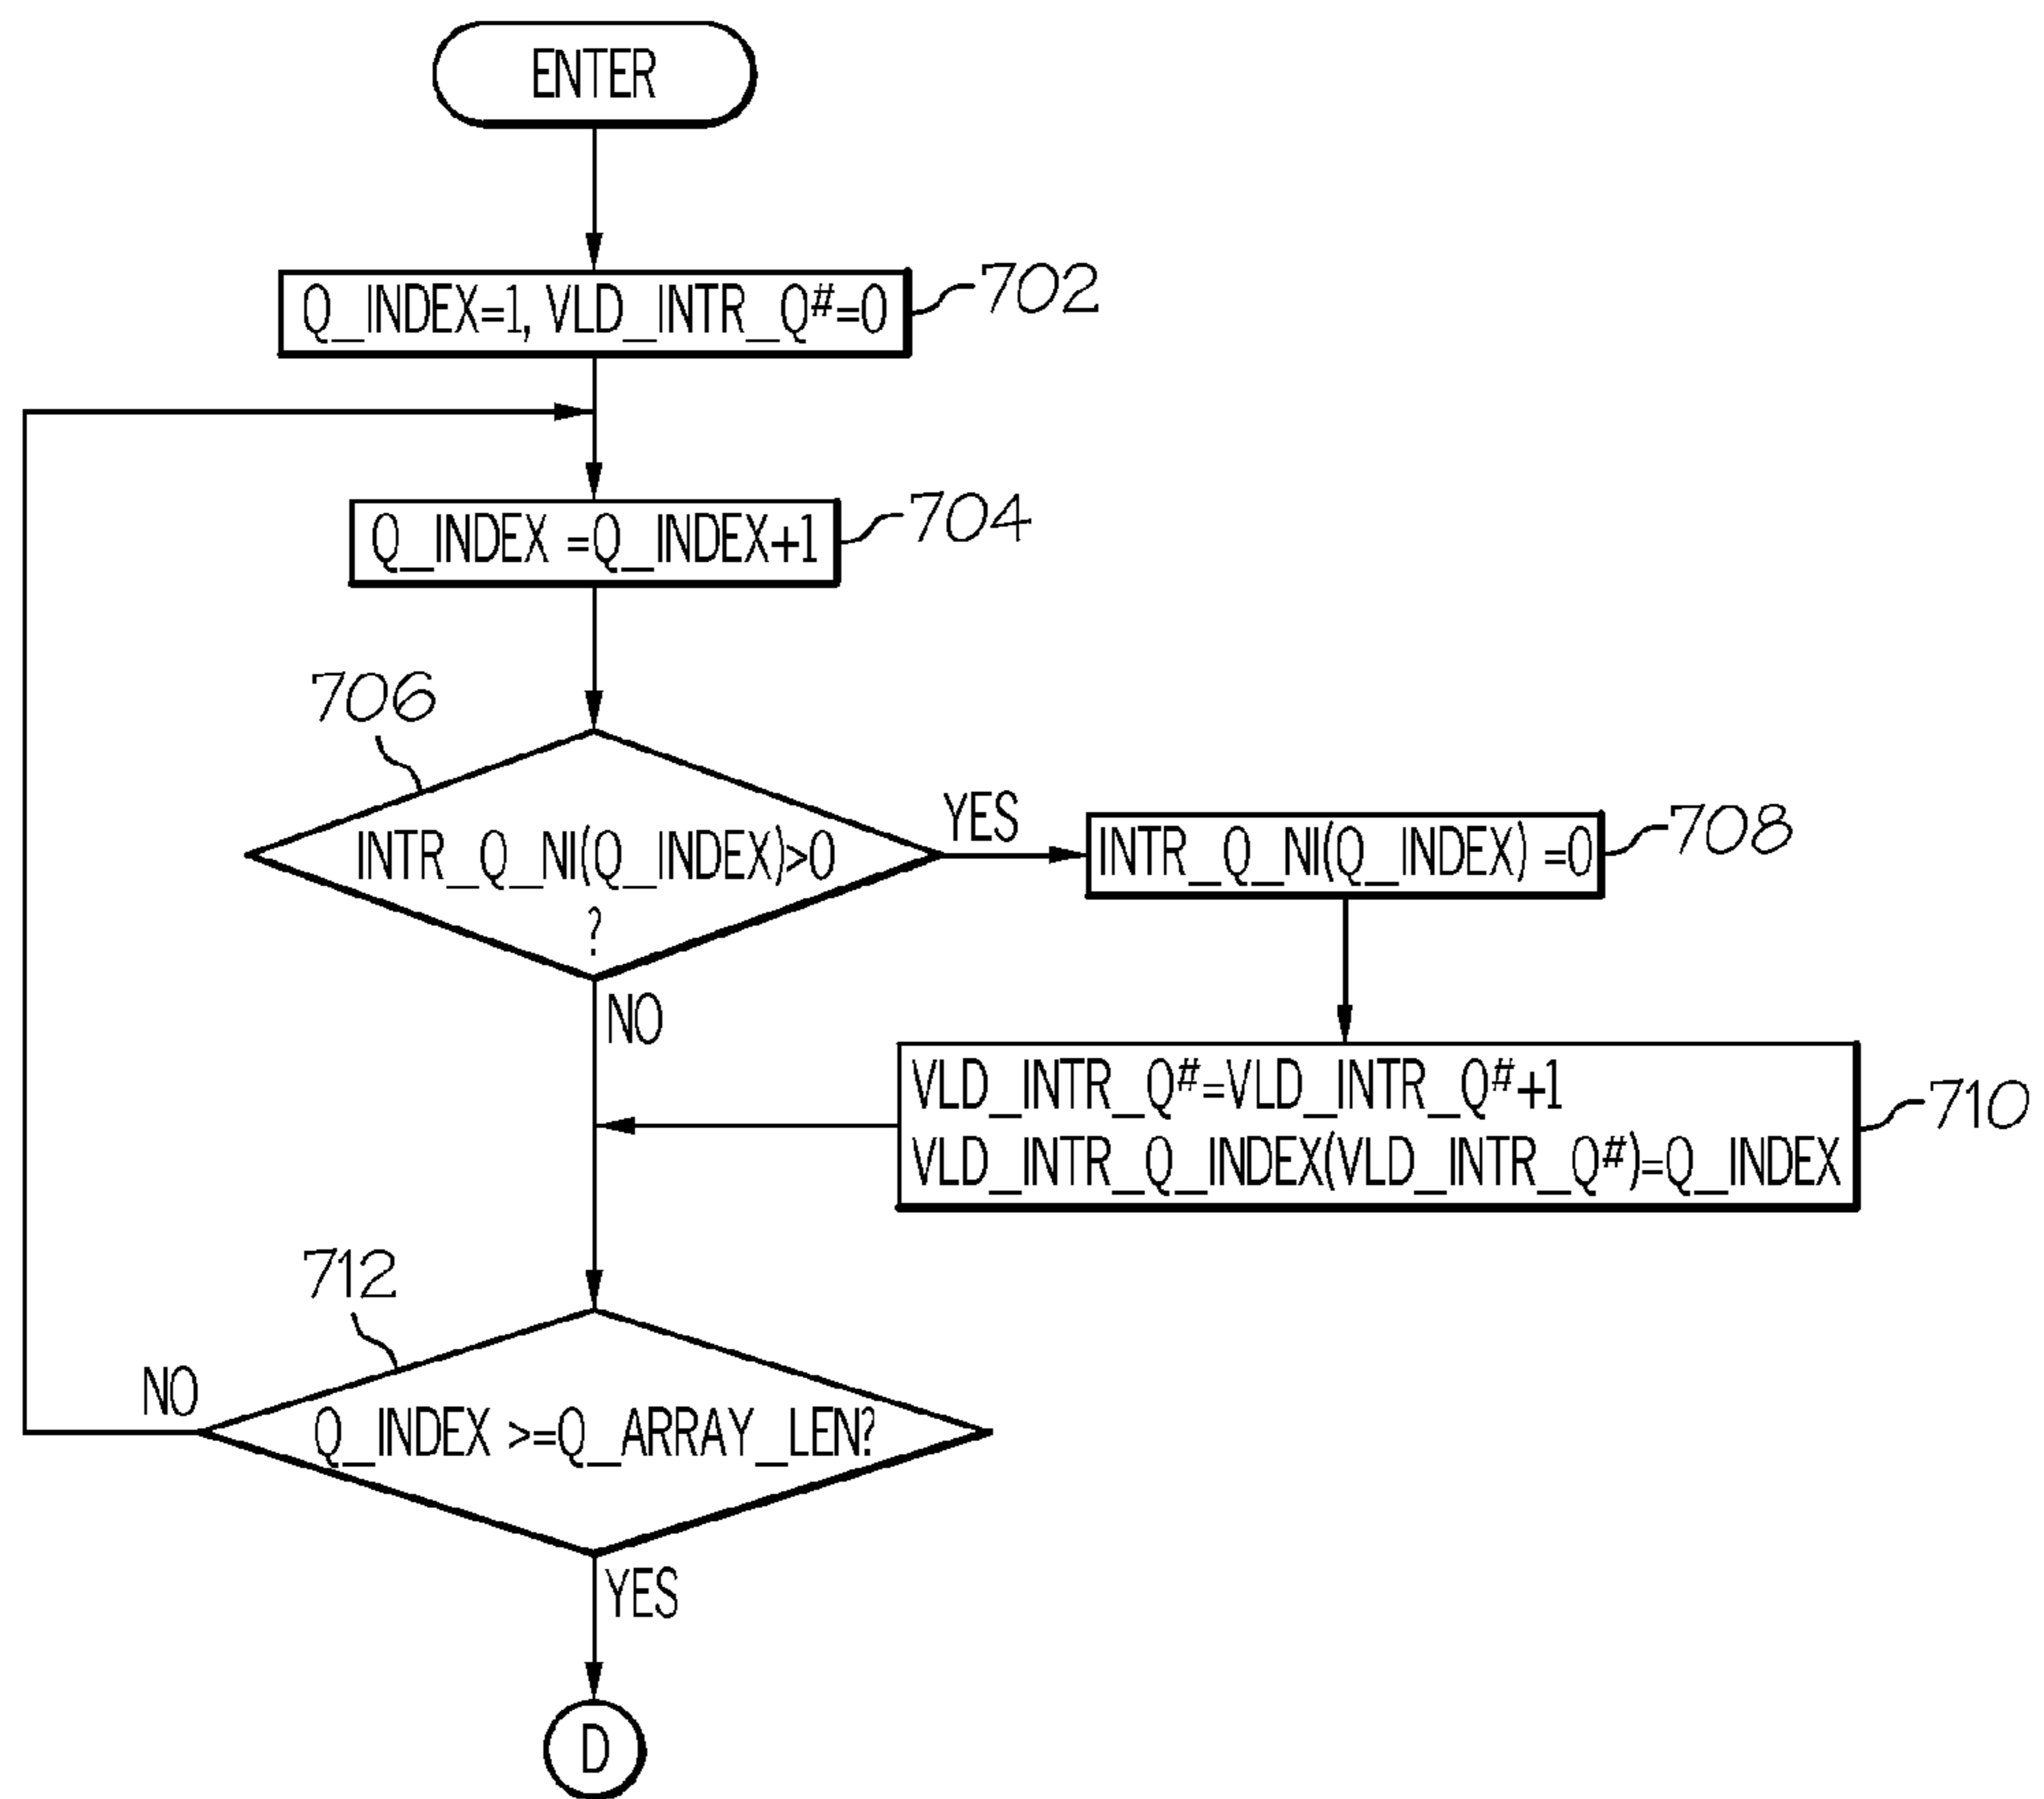 ENTER
Q_INDEX=1, VLD_INTR_Q#=0
702
Q_INDEX =Q_INDEX+1
704
706
INTR_Q_NI(Q_INDEX)>0
?
YES
INTR_Q_NI(Q_INDEX) =0
708
NO
VLD_INTR_Q#=VLD_INTR_Q#+1
VLD_INTR_Q_INDEX(VLD_INTR_Q#)=Q_INDEX
710
712
NO
Q_INDEX >=Q_ARRAY_LEN?
YES
D